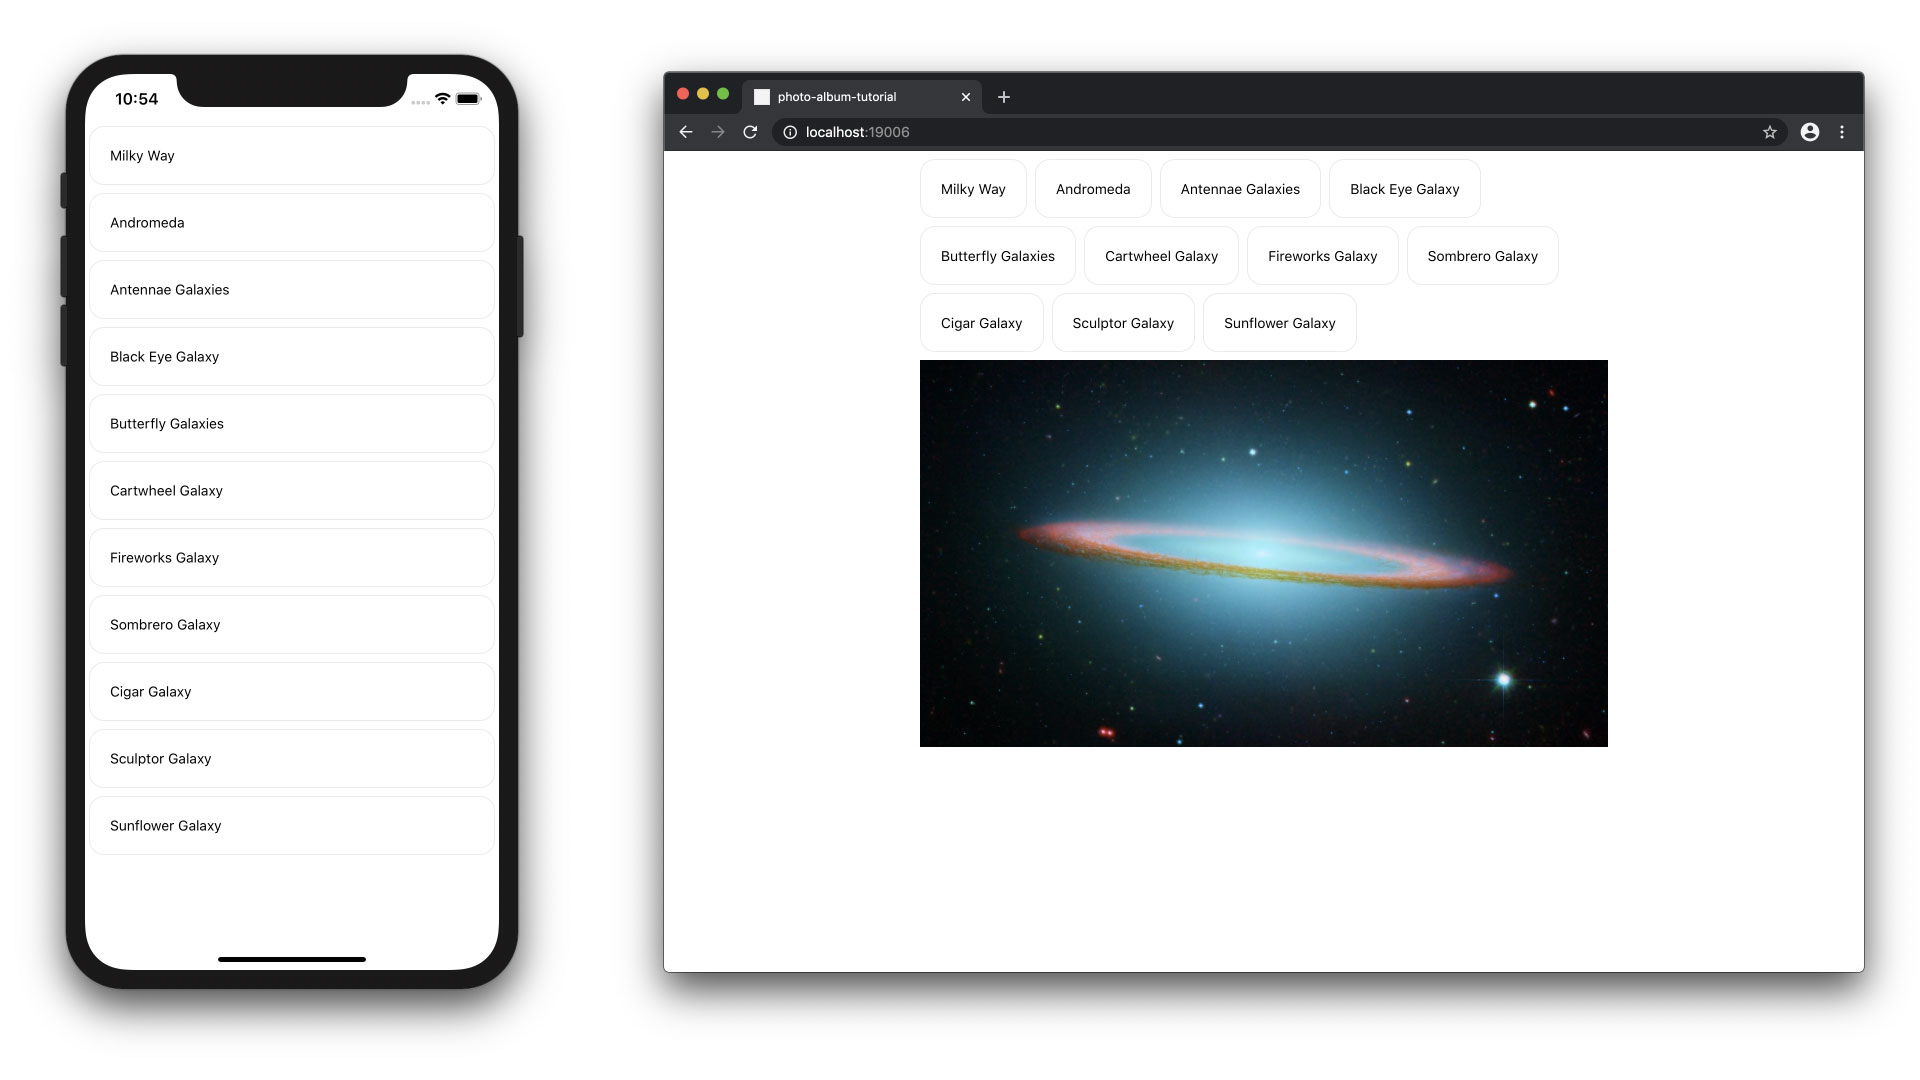 10:54
Milky Way
Andromeda
Antennae Galaxies
Black Eye Galaxy
Butterfly Galaxies
Cartwheel Galaxy
Fireworks Galaxy
Sombrero Galaxy
Cigar Galaxy
Sculptor Galaxy
Sunflower Galaxy
photo-album-tutorial
localhost:19006
Milky Way Andromeda Antennae Galaxies Black Eye Galaxy
Butterfly Galaxies Cartwheel Galaxy Fireworks Galaxy Sombrero Galaxy
Cigar Galaxy Sculptor Galaxy Sunflower Galaxy